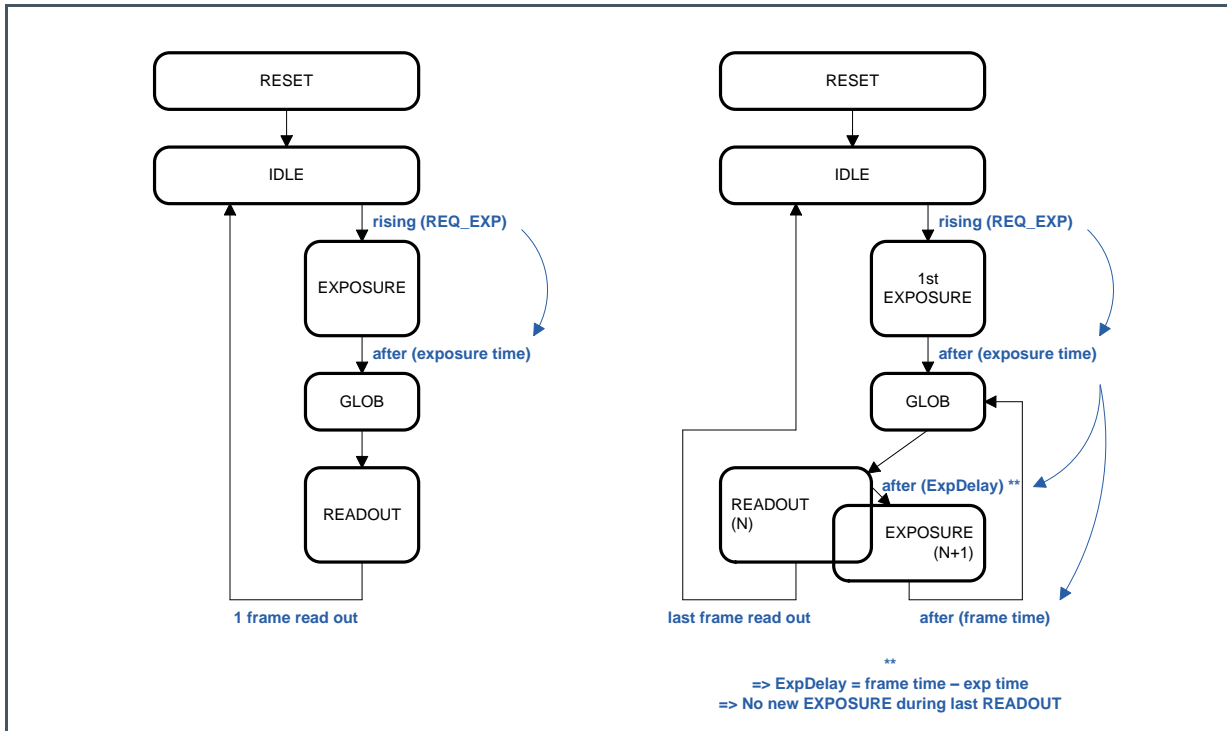 RESET
IDLE
rising (REQ_EXP)
EXPOSURE
after (exposure time)
GLOB
READOUT
1 frame read out
RESET
IDLE
rising (REQ_EXP)
1st
EXPOSURE
after (exposure time)
GLOB
after (ExpDelay) **
READOUT
(N)
EXPOSURE
(N+1)
last frame read out
after (frame time)
**
=> ExpDelay = frame time – exp time
=> No new EXPOSURE during last READOUT